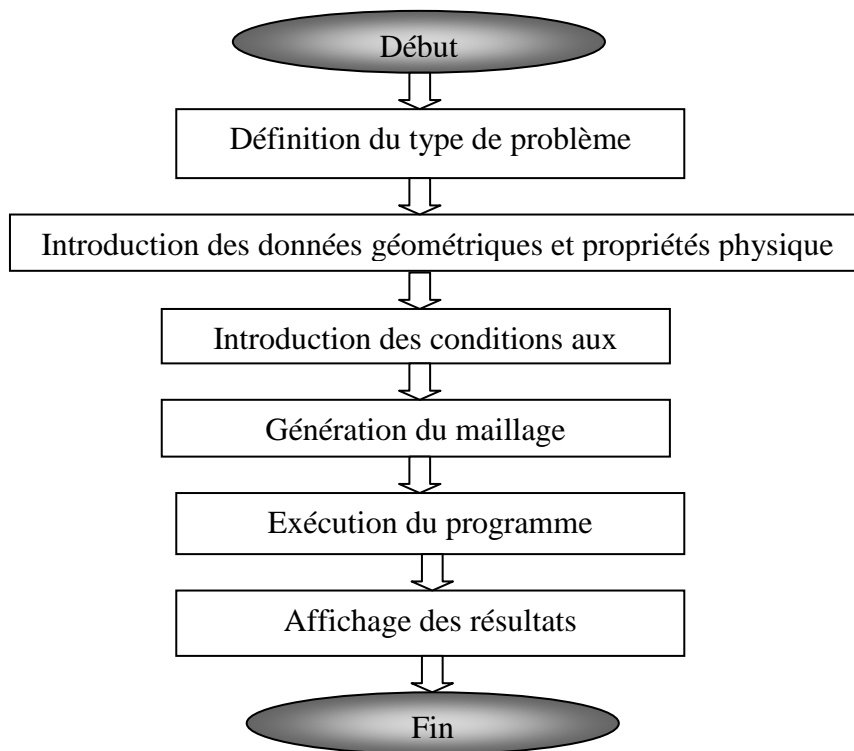 Début
Définition du type de problème
Introduction des données géométriques et propriétés physique
Introduction des conditions aux
Génération du maillage
Exécution du programme
Affichage des résultats
Fin